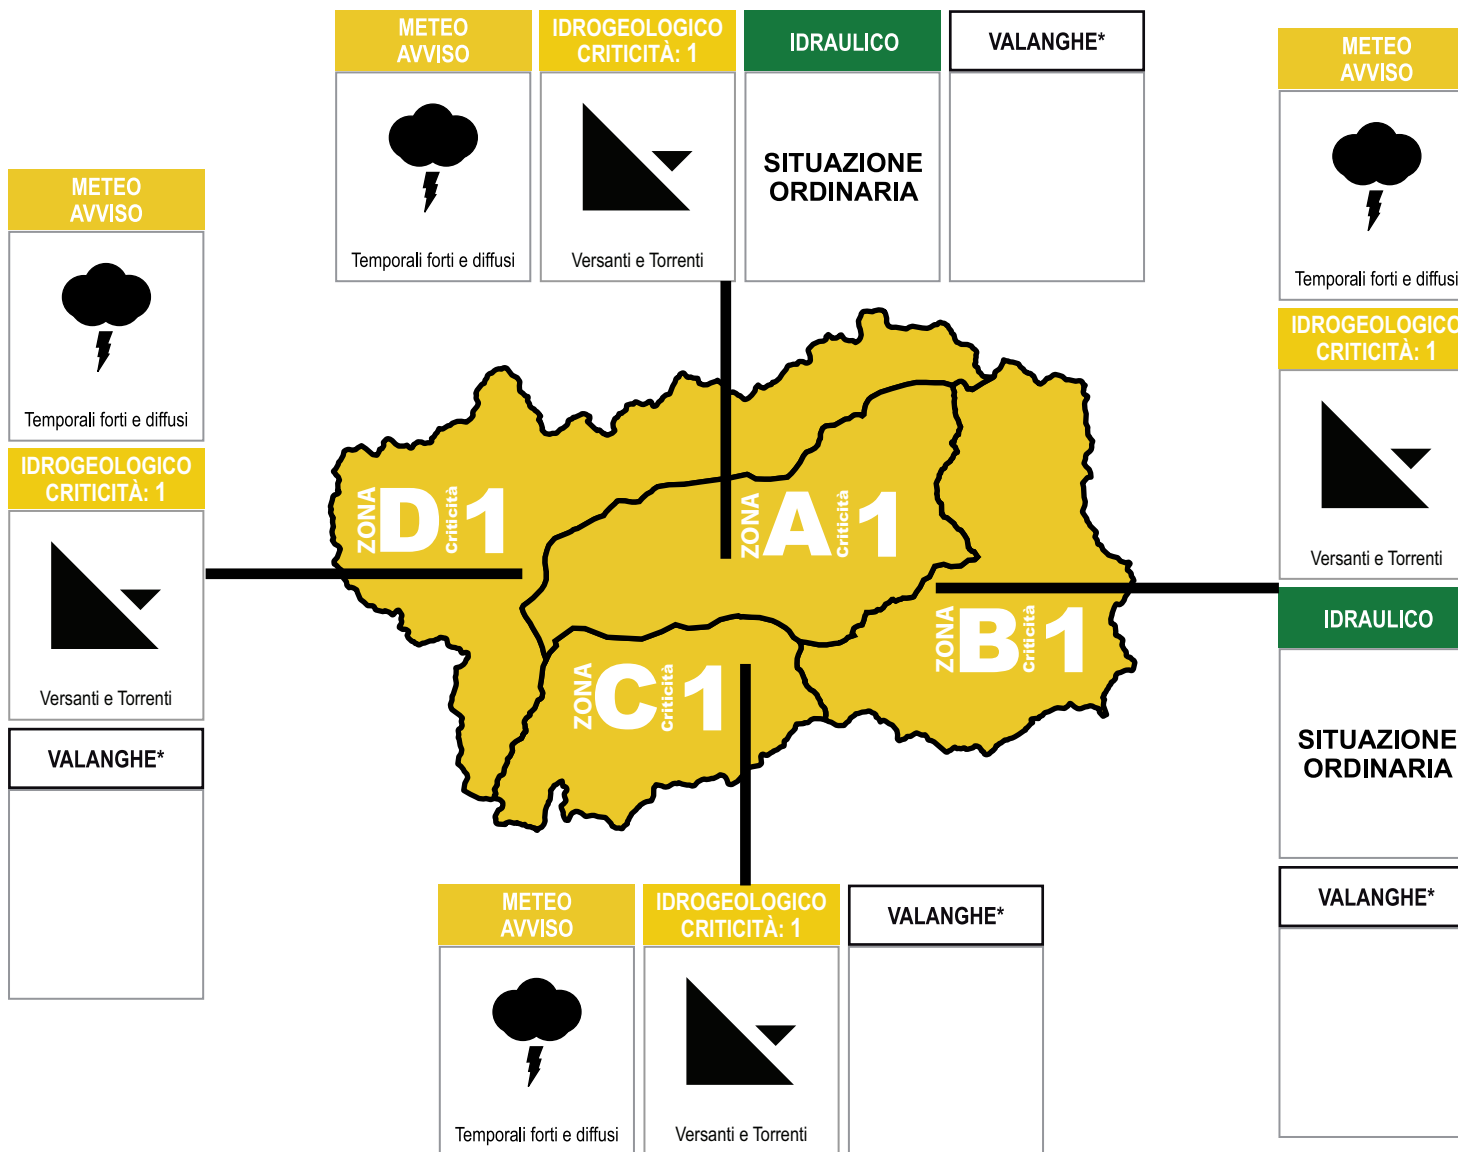 METEO
AVVISO
Temporali forti e diffusi
IDROGEOLOGICO
CRITICITÀ: 1
Versanti e Torrenti
IDRAULICO
SITUAZIONE
ORDINARIA
VALANGHE*
METEO
AVVISO
Temporali forti e diffusi
IDROGEOLOGICO
CRITICITÀ: 1
Versanti e Torrenti
VALANGHE*
ZONA D Criticità 1
ZONA A Criticità 1
ZONA C Criticità 1
ZONA B Criticità 1
METEO
AVVISO
Temporali forti e diffusi
IDROGEOLOGICO
CRITICITÀ: 1
Versanti e Torrenti
IDRAULICO
SITUAZIONE
ORDINARIA
VALANGHE*
METEO
AVVISO
Temporali forti e diffusi
IDROGEOLOGICO
CRITICITÀ: 1
Versanti e Torrenti
VALANGHE*